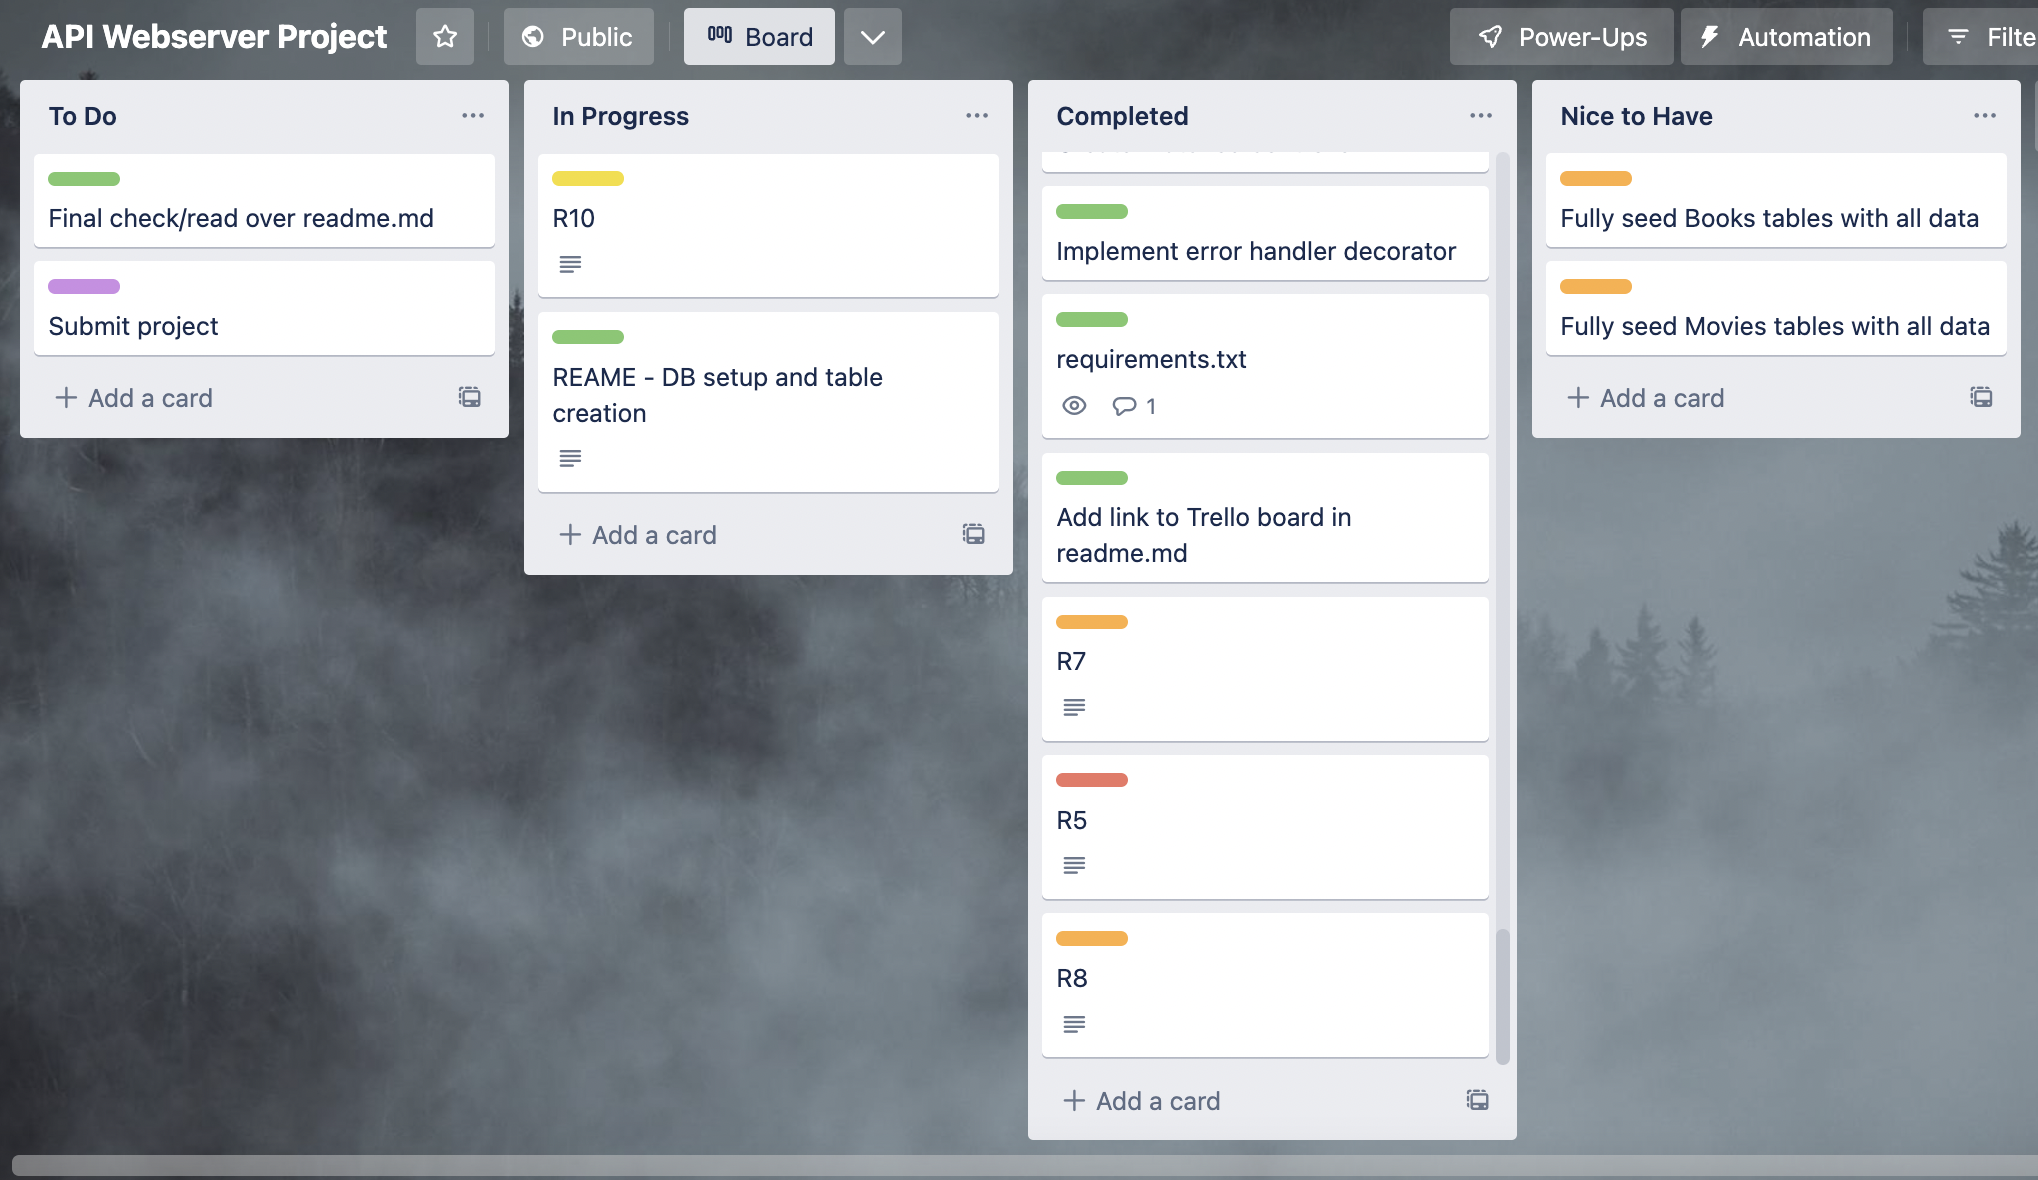 API Webserver Project
Public
Board
Power-Ups
Automation
Filte
To Do
Final check/read over readme.md
Submit project
Add a card
In Progress
R10
REAME - DB setup and table
creation
Add a card
Completed
Implement error handler decorator
requirements.txt
1
Add link to Trello board in
readme.md
R7
R5
R8
Add a card
Nice to Have
Fully seed Books tables with all data
Fully seed Movies tables with all data
Add a card